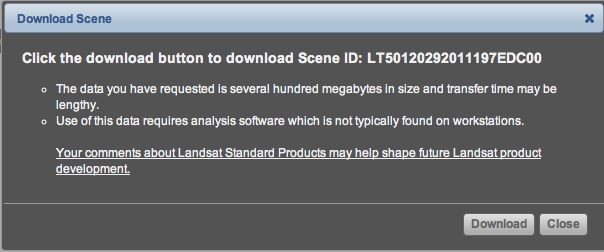 Download Scene
Click the download button to download Scene ID: LT50120292011197EDC00
The data you have requested is several hundred megabytes in size and transfer time may be
lengthy.
Use of this data requires analysis software which is not typically found on workstations.
Your comments about Landsat Standard Products may help shape future Landsat product
development.
Download Close